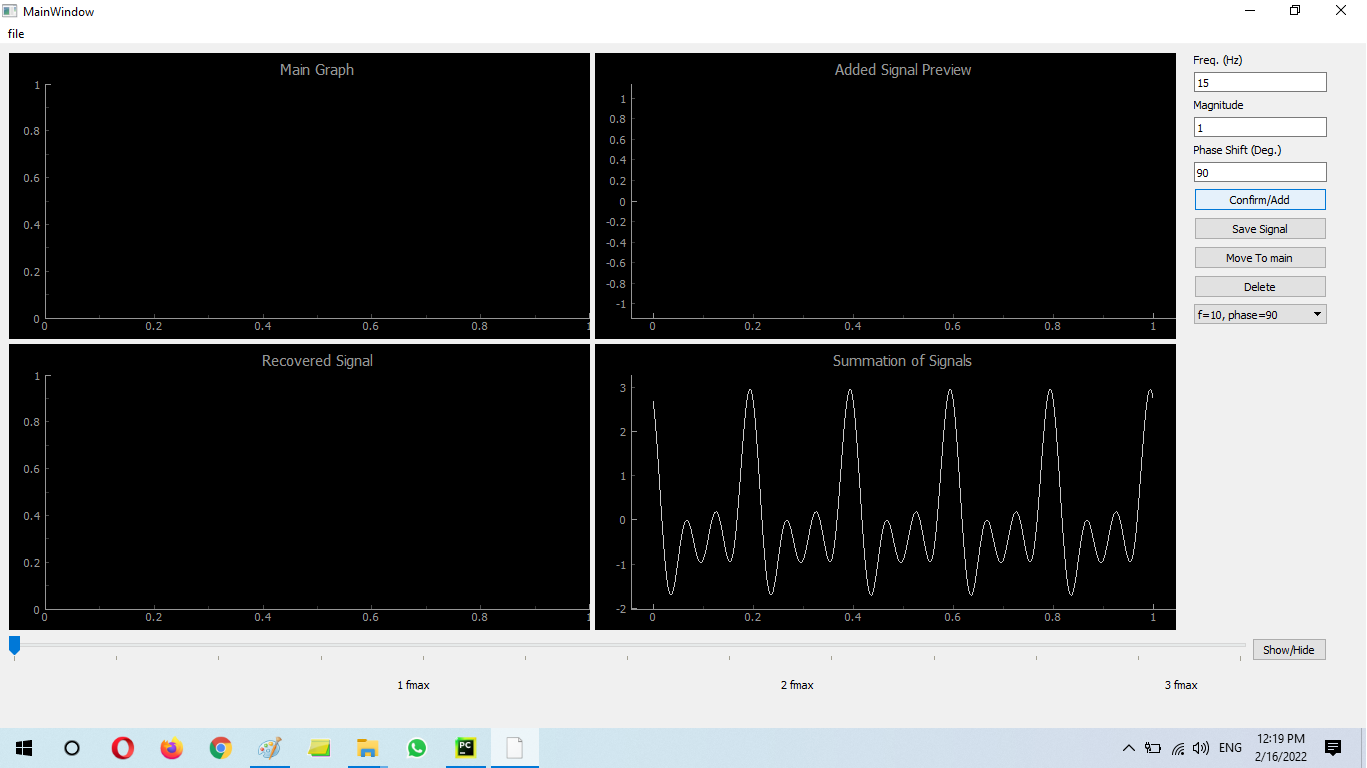 MainWindow
file
Main Graph
1
0.8
0.6
0.4
0.2
0
0 0.2 0.4 0.6 0.8 1
Added Signal Preview
1
0.8
0.6
0.4
0.2
0
-0.2
-0.4
-0.6
-0.8
-1
0 0.2 0.4 0.6 0.8 1
Freq. (Hz)
15
Magnitude
1
Phase Shift (Deg.)
90
Confirm/Add
Save Signal
Move To main
Delete
f=10, phase=90
Recovered Signal
1
0.8
0.6
0.4
0.2
0
0 0.2 0.4 0.6 0.8 1
Summation of Signals
3
2
1
0
-1
-2
0 0.2 0.4 0.6 0.8 1
Show/Hide
1 fmax 2 fmax 3 fmax
PC
ENG
12:19 PM
2/16/2022